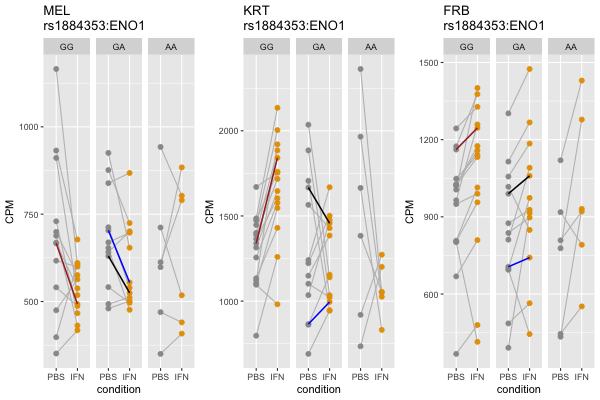 MEL
rs1884353:ENO1
GG GA AA
1000
750
500
CPM
PBS IFN PBS IFN PBS IFN
condition
KRT
rs1884353:ENO1
GG GA AA
2000
1500
1000
CPM
PBS IFN PBS IFN PBS IFN
condition
FRB
rs1884353:ENO1
GG GA AA
1500
1200
900
600
CPM
PBS IFN PBS IFN PBS IFN
condition